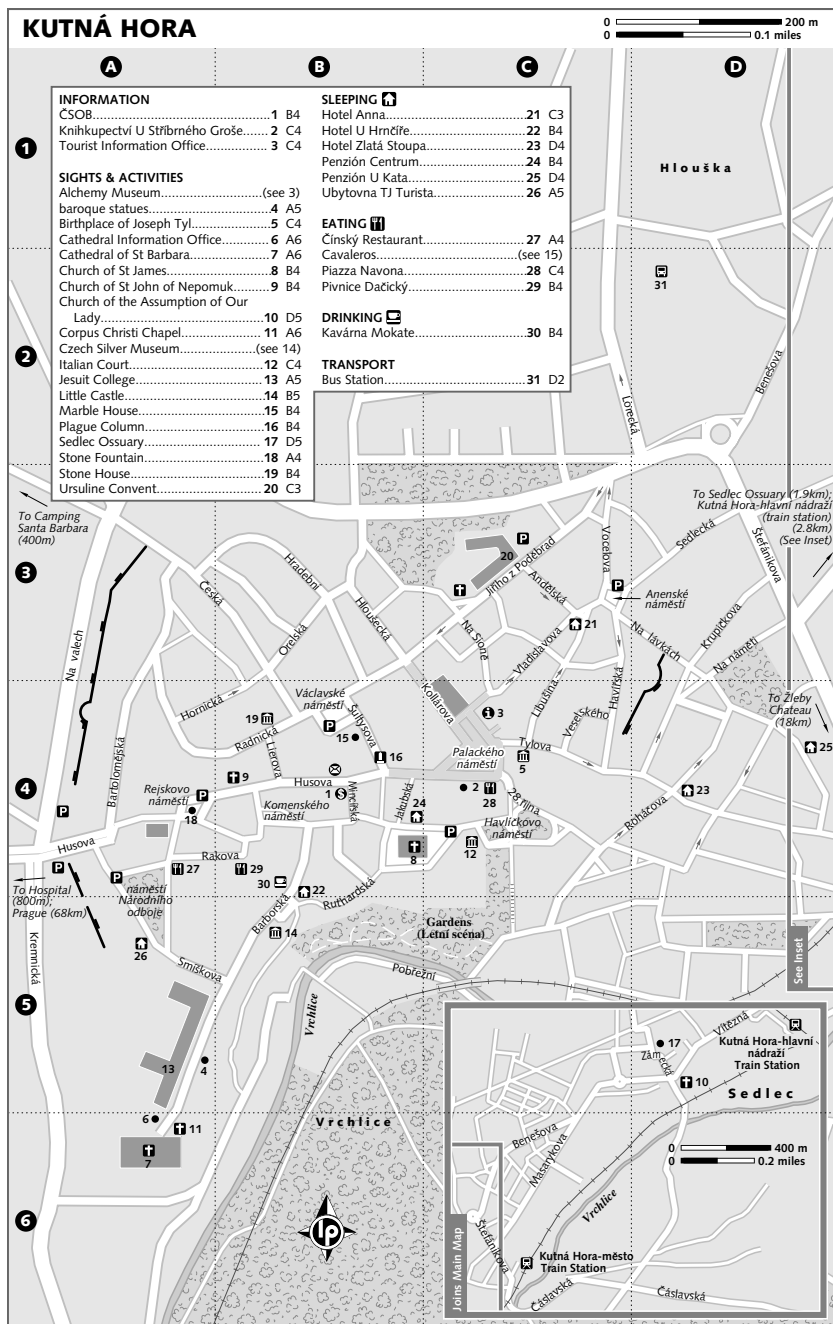 KUTNÁ HORA
0 200 m
0 0.1 miles
A
B
C
D
1
2
3
4
5
6
INFORMATION
ČSOB 1 B4
Knihkupectví U Stříbrného Groše 2 C4
Tourist Information Office 3 C4
SIGHTS & ACTIVITIES
Alchemy Museum (see 3)
baroque statues 4 A5
Birthplace of Joseph Tyl 5 C4
Cathedral Information Office 6 A6
Cathedral of St Barbara 7 A6
Church of St James 8 B4
Church of St John of Nepomuk 9 B4
Church of the Assumption of Our
Lady 10 D5
Corpus Christi Chapel 11 A6
Czech Silver Museum (see 14)
Italian Court 12 C4
Jesuit College 13 A5
Little Castle 14 B5
Marble House 15 B4
Plague Column 16 B4
Sedlec Ossuary 17 D5
Stone Fountain 18 A4
Stone House 19 B4
Ursuline Convent 20 C3
SLEEPING
Hotel Anna 21 C3
Hotel U Hrnčíře 22 B4
Hotel Zlatá Stoupa 23 D4
Penzión Centrum 24 B4
Penzión U Kata 25 D4
Ubytovna TJ Turista 26 A5
EATING
Čínský Restaurant 27 A4
Cavaleros (see 15)
Piazza Navona 28 C4
Pivnice Dačický 29 B4
DRINKING
Kavárna Mokate 30 B4
TRANSPORT
Bus Station 31 D2
Hlouška
31
Benešova
Lorecká
To Camping
Santa Barbara
(400m)
To Sedlec Ossuary (1.9km);
Kutná Hora-hlavní nádraží
(train station)
(2.8km)
(See Inset)
Štefánikova
Sedlecká
Vocelova
P
20
Jiřího z Poděbrad
Andělská
P
Anenské
náměstí
Krupičkova
Na náměti
Na lávkách
Na valech
Česká
Hradební
Hloušecká
Orelská
Na Sioně
Vladislavova
21
Havířská
Libušina
Veselského
Kollárova
Hornická
Václavské
náměstí
Šultysova
P
15
19
Radnická
Lierova
3
To Žleby
Chateau
(18km)
25
Bartolomějská
16
Palackého
náměstí
Tylova
5
9
Husova
1
Mincířská
2
28
28 října
23
Roháčova
Rejskovo
náměstí
P
18
Komenského
náměstí
Jakubská
24
Havlíčkovo
náměstí
P
12
8
P
Husova
P
P
Rakova
27
29
30
22
Ruthardská
To Hospital
(800m);
Prague (68km)
náměstí
Národního
odboje
Kremnická
26
Smíškova
Barborská
14
Gardens
(Letní scéna)
Pobřežní
See Inset
Vrchlice
13
4
6
11
7
Vrchlice
lp
17
Vítězná
Zámecká
10
Kutná Hora-hlavní
nádraží
Train Station
Sedlec
0 400 m
0 0.2 miles
Benešova
Masarykova
Vrchlice
Joins Main Map
Štefánikova
Kutná Hora-město
Train Station
Čáslavská
Čáslavská